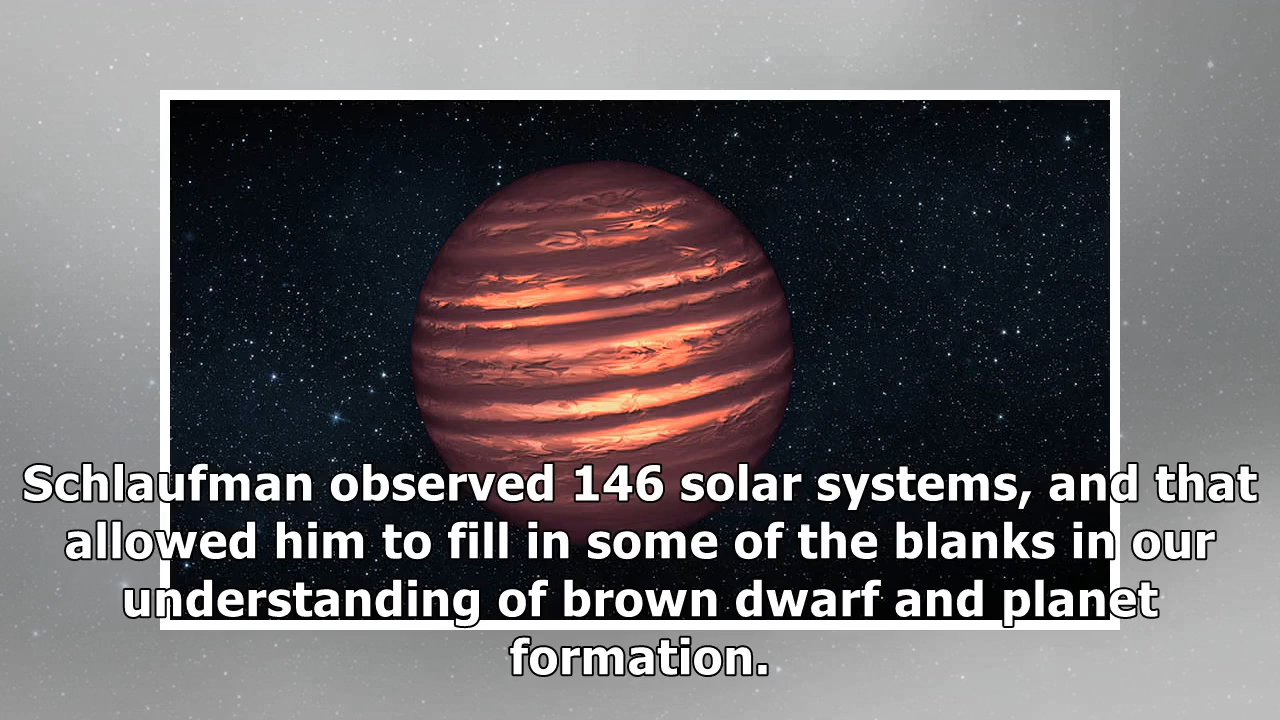 Schlaufman observed 146 solar systems, and that
allowed him to fill in some of the blanks in our
understanding of brown dwarf and planet
formation.